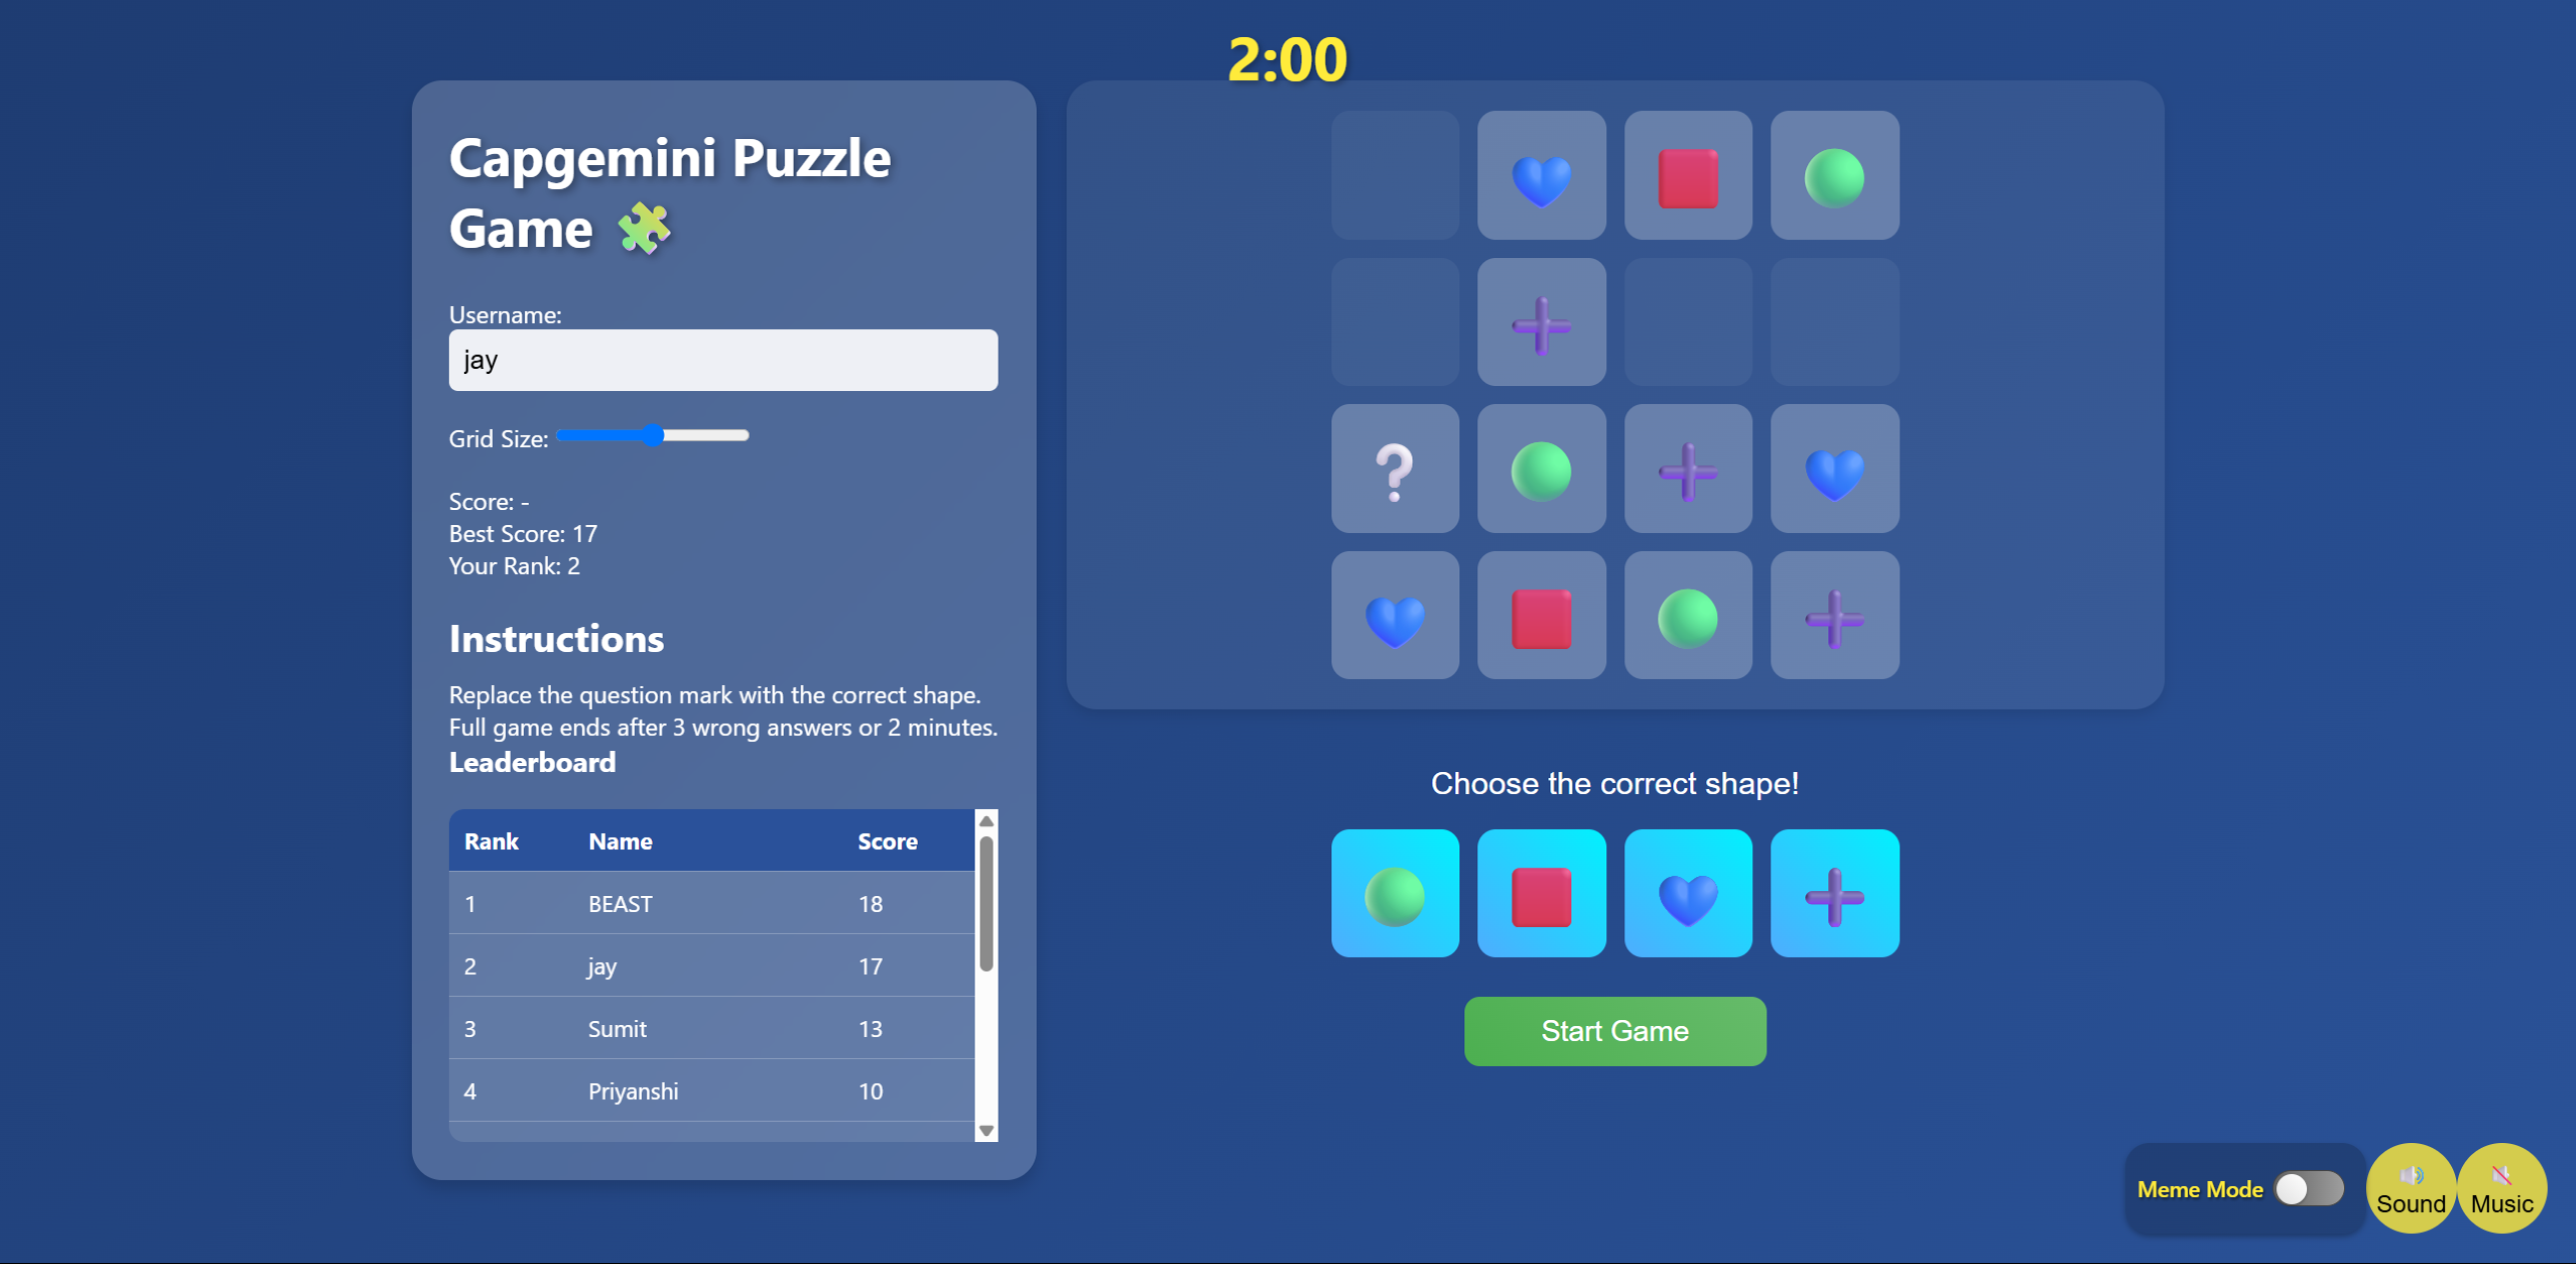 2:00
Capgemini Puzzle
Game
Username:
jay
Grid Size:
Score: -
Best Score: 17
Your Rank: 2
Instructions
Replace the question mark with the correct shape.
Full game ends after 3 wrong answers or 2 minutes.
Leaderboard
Rank Name Score
1 BEAST 18
2 jay 17
3 Sumit 13
4 Priyanshi 10
?
Choose the correct shape!
Start Game
Meme Mode
Sound
Music